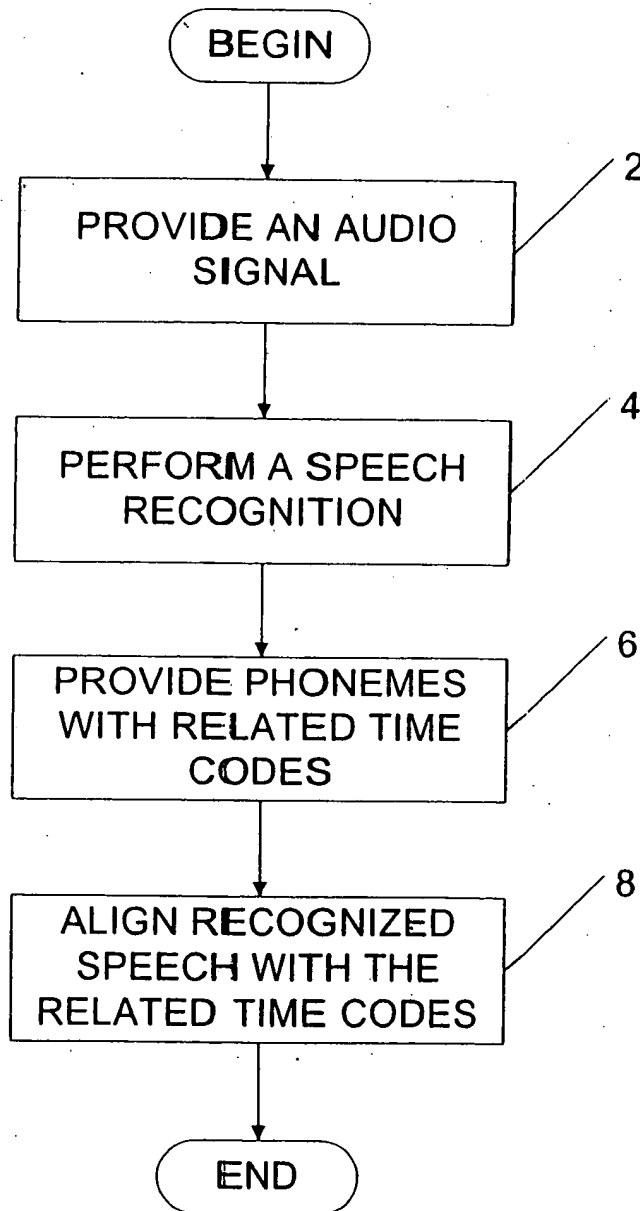 BEGIN
2
PROVIDE AN AUDIO
SIGNAL
4
PERFORM A SPEECH
RECOGNITION
6
PROVIDE PHONEMES
WITH RELATED TIME
CODES
8
ALIGN RECOGNIZED
SPEECH WITH THE
RELATED TIME CODES
END